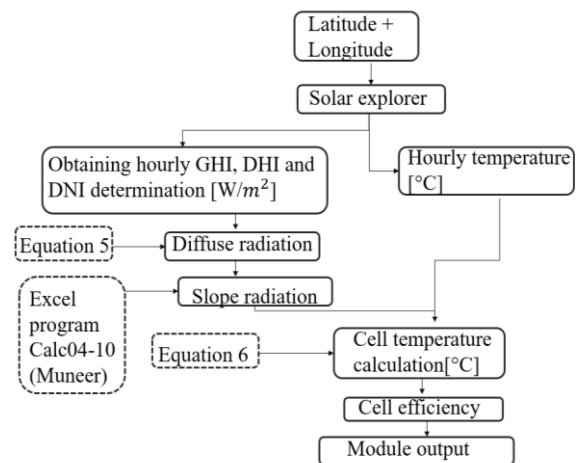 Latitude +
Longitude
Solar explorer
Obtaining hourly GHI, DHI and
DNI determination [W/m²]
Hourly temperature
[°C]
Equation 5
Diffuse radiation
Slope radiation
Excel
program
Calc04-10
(Muneer)
Equation 6
Cell temperature
calculation[°C]
Cell efficiency
Module output